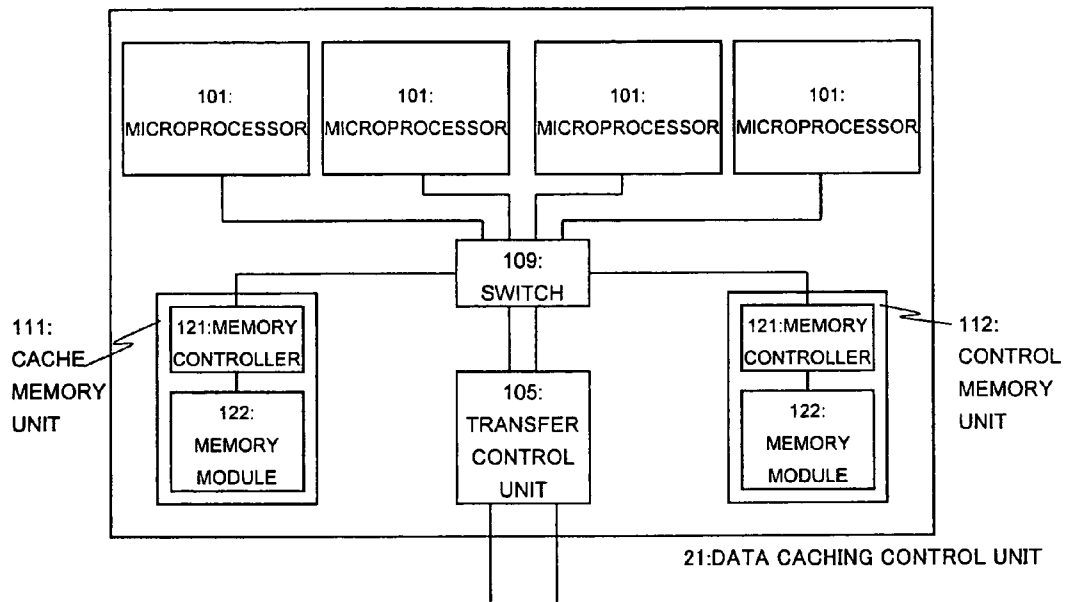 101:
MICROPROCESSOR
101:
MICROPROCESSOR
101:
MICROPROCESSOR
101:
MICROPROCESSOR
109:
SWITCH
111:
CACHE
MEMORY
UNIT
121:MEMORY
CONTROLLER
122:
MEMORY
MODULE
105:
TRANSFER
CONTROL
UNIT
121:MEMORY
CONTROLLER
122:
MEMORY
MODULE
112:
CONTROL
MEMORY
UNIT
21:DATA CACHING CONTROL UNIT